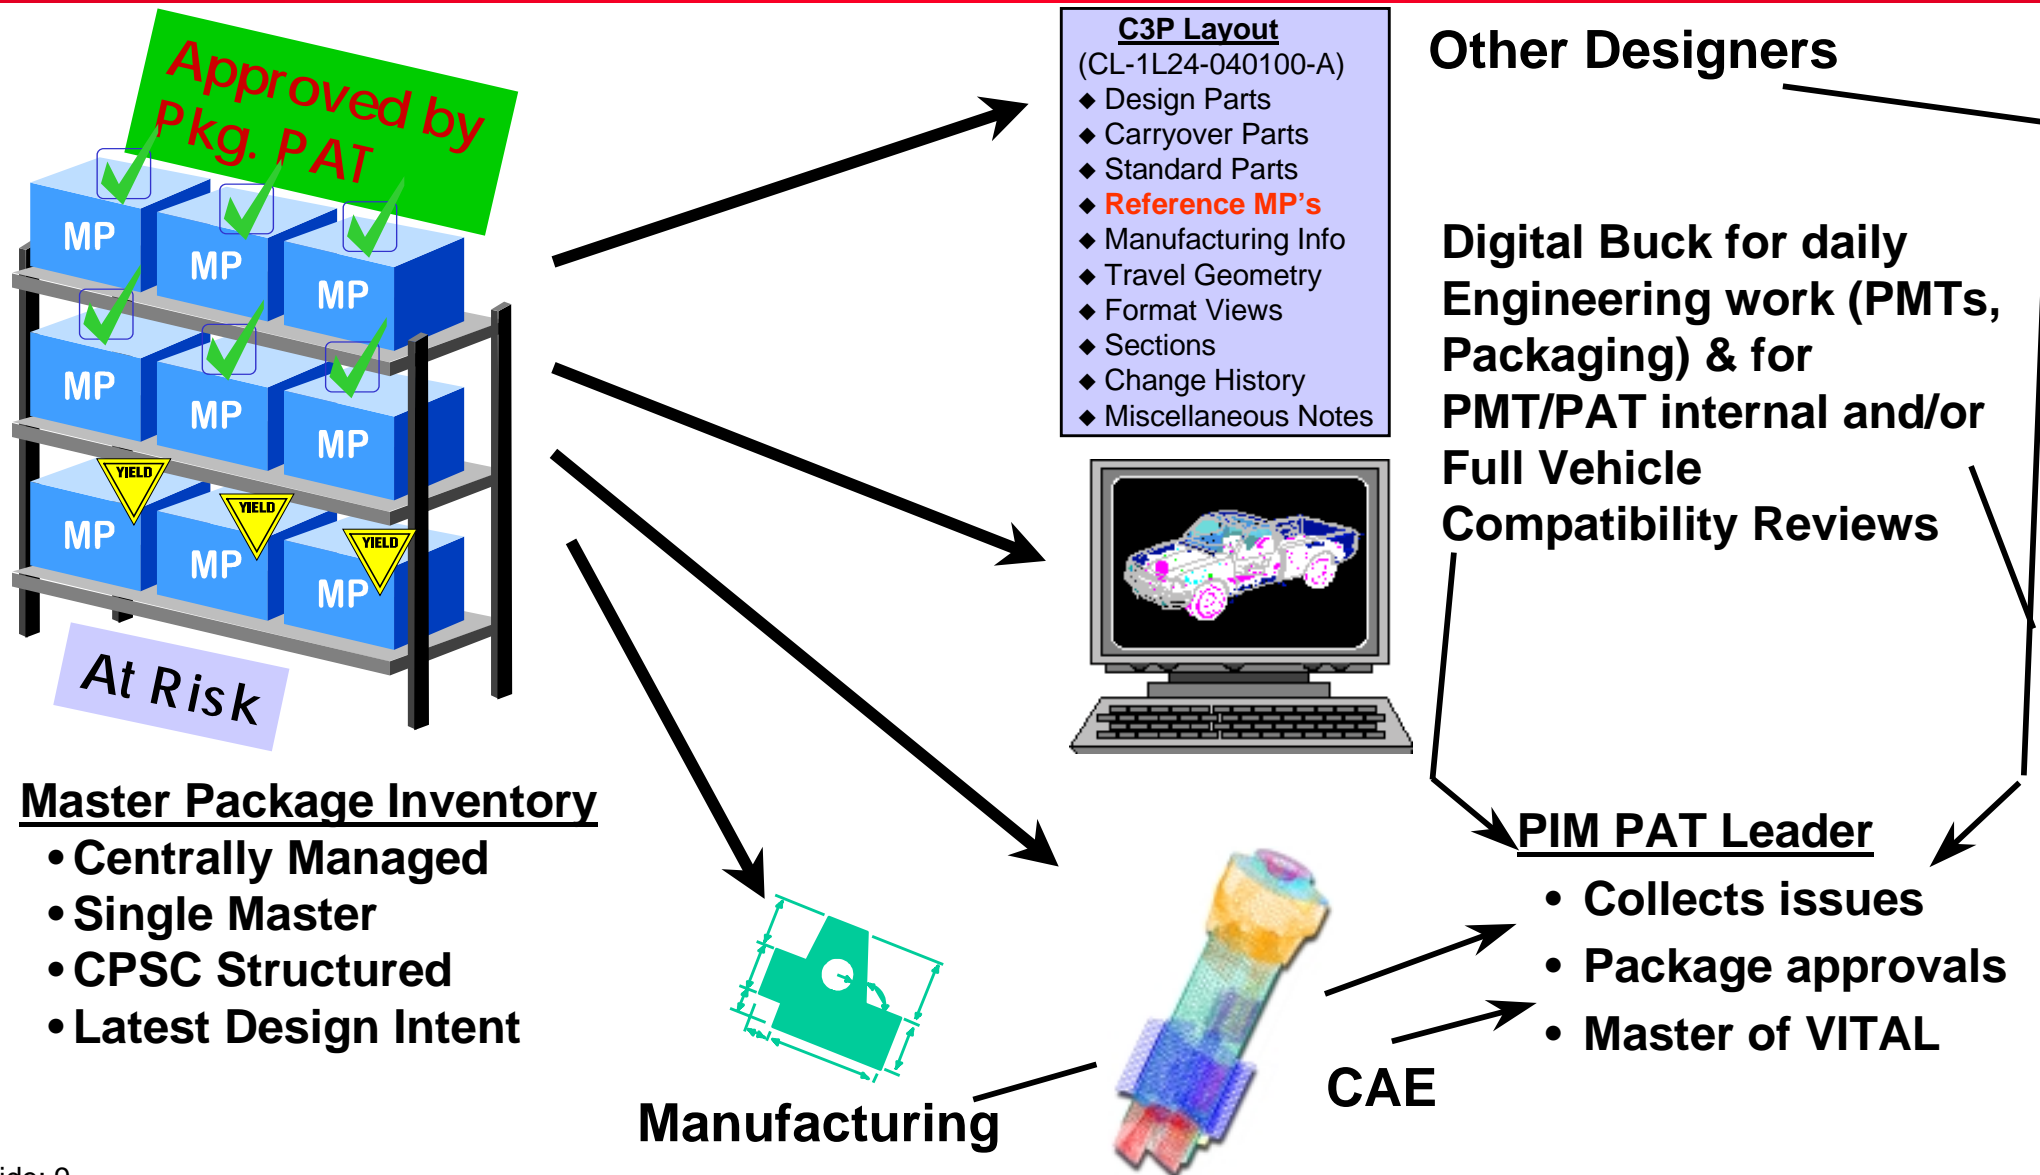 Approved by
Pkg. PAT
MP
MP
MP
MP
MP
MP
YIELD
YIELD
YIELD
MP
MP
MP
At Risk
Master Package Inventory
• Centrally Managed
• Single Master
• CPSC Structured
• Latest Design Intent
C3P Layout
(CL-1L24-040100-A)
◆ Design Parts
◆ Carryover Parts
◆ Standard Parts
◆ Reference MP's
◆ Manufacturing Info
◆ Travel Geometry
◆ Format Views
◆ Sections
◆ Change History
◆ Miscellaneous Notes
Other Designers
Digital Buck for daily
Engineering work (PMTs,
Packaging) & for
PMT/PAT internal and/or
Full Vehicle
Compatibility Reviews
PIM PAT Leader
• Collects issues
• Package approvals
• Master of VITAL
CAE
Manufacturing